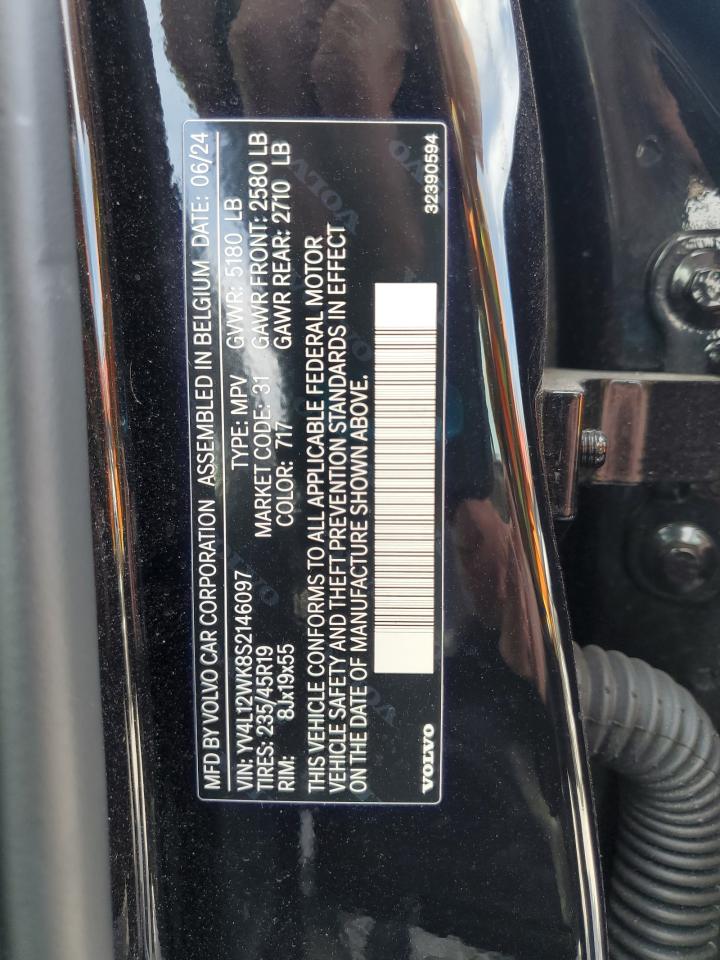 MFD BY VOLVO CAR CORPORATION ASSEMBLED IN BELGIUM DATE: 06/24
VIN: YV4L12WK8S2146097 TYPE: MPV GVWR: 5180 LB
TIRES: 235/45R19 MARKET CODE: 31 GAWR FRONT: 2580 LB
RIM: 8Jx19x55 COLOR: 717 GAWR REAR: 2710 LB
THIS VEHICLE CONFORMS TO ALL APPLICABLE FEDERAL MOTOR
VEHICLE SAFETY AND THEFT PREVENTION STANDARDS IN EFFECT
ON THE DATE OF MANUFACTURE SHOWN ABOVE.
VOLVO 32390594